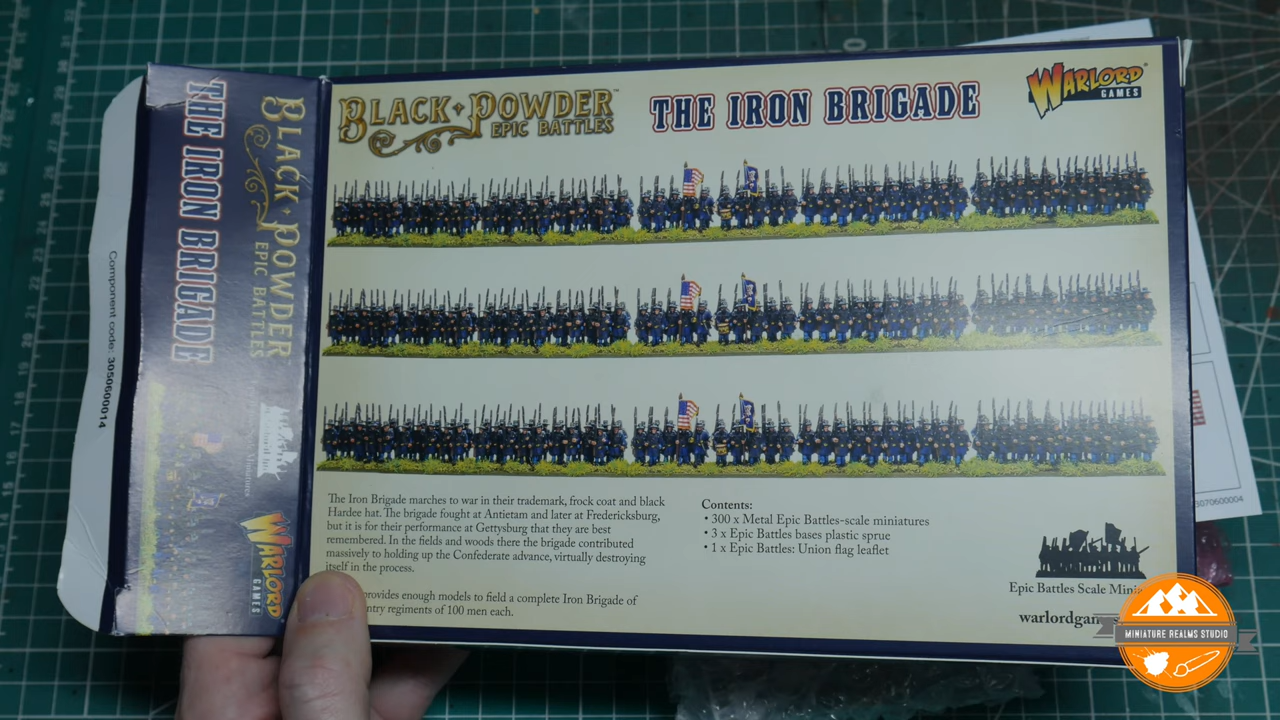 BLACK POWDER™
EPIC BATTLES
THE IRON BRIGADE
WARLORD®
GAMES
BLACK POWDER
EPIC BATTLES
THE IRON BRIGADE
WARLORD
GAMES
Component code: 305060014
The Iron Brigade marches to war in their trademark, frock coat and black
Hardee hat. The brigade fought at Antietam and later at Fredericksburg,
but it is for their performance at Gettysburg that they are best
remembered. In the fields and woods there the brigade contributed
massively to holding up the Confederate advance, virtually destroying
itself in the process.
provides enough models to field a complete Iron Brigade of
regiments of 100 men each.
Contents:
• 300 x Metal Epic Battles-scale miniatures
• 3 x Epic Battles bases plastic sprue
• 1 x Epic Battles: Union flag leaflet
Epic Battles Scale
MINIATURE REALMS STUDIO